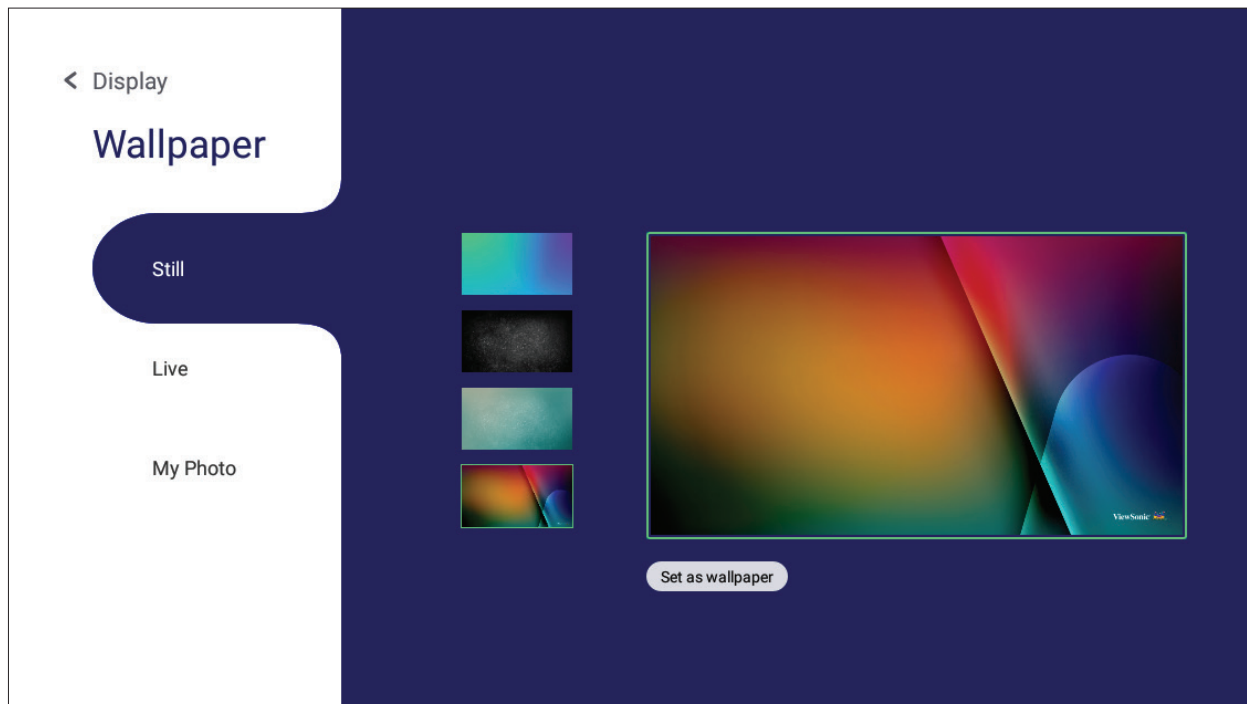 Display
Wallpaper
Still
Live
My Photo
ViewSonic
Set as wallpaper